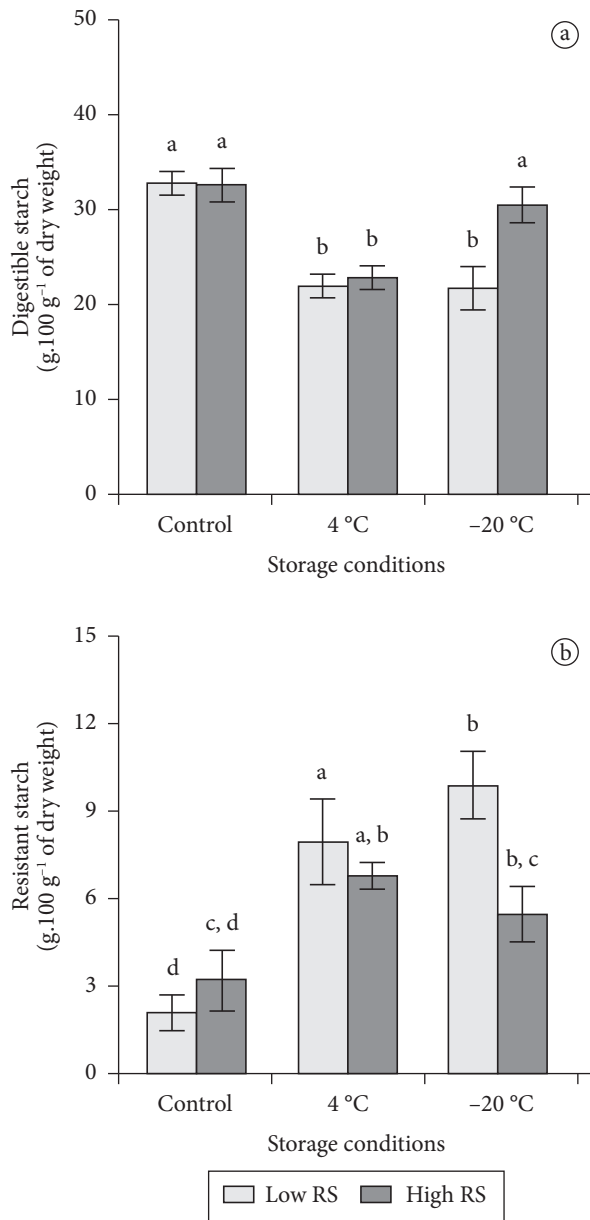 ⓐ
50
40
30
20
10
0
Digestible starch
(g.100 g⁻¹ of dry weight)
a a b b b a
Control 4 °C –20 °C
Storage conditions
ⓑ
15
12
9
6
3
0
Resistant starch
(g.100 g⁻¹ of dry weight)
d c, d a a, b b b, c
Control 4 °C –20 °C
Storage conditions
Low RS High RS